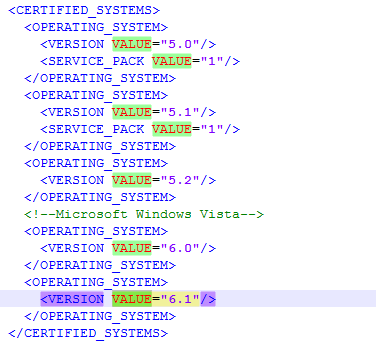 <CERTIFIED_SYSTEMS>
<OPERATING_SYSTEM>
<VERSION VALUE="5.0"/>
<SERVICE_PACK VALUE="1"/>
</OPERATING_SYSTEM>
<OPERATING_SYSTEM>
<VERSION VALUE="5.1"/>
<SERVICE_PACK VALUE="1"/>
</OPERATING_SYSTEM>
<OPERATING_SYSTEM>
<VERSION VALUE="5.2"/>
</OPERATING_SYSTEM>
<!--Microsoft Windows Vista-->
<OPERATING_SYSTEM>
<VERSION VALUE="6.0"/>
</OPERATING_SYSTEM>
<OPERATING_SYSTEM>
<VERSION VALUE="6.1"/>
</OPERATING_SYSTEM>
</CERTIFIED_SYSTEMS>